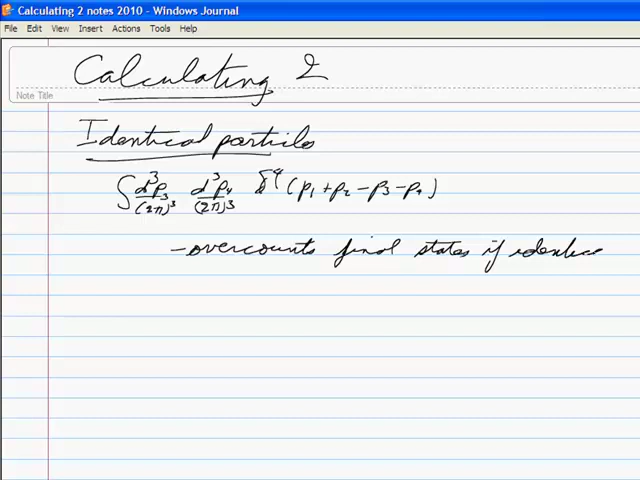 Calculating 2 notes 2010 - Windows Journal
File Edit View Insert Actions Tools Help
Calculating 2
Note Title
Identical particles
∫ d³p₃/(2π)³ d³p₄/(2π)³ δ⁴ (p₁ + p₂ - p₃ - p₄)
- overcounts final states if identical